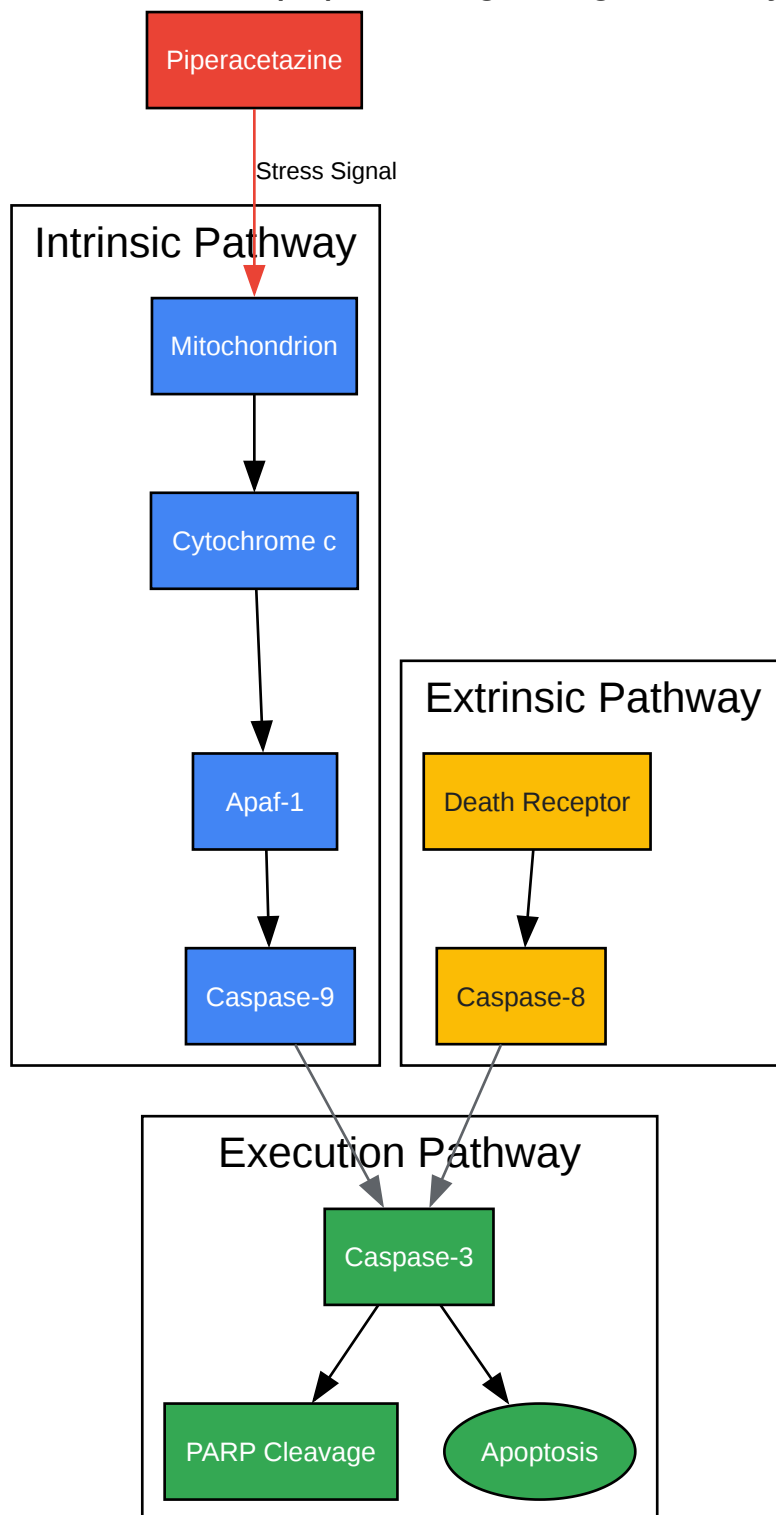 Piperacetazine
Stress Signal
Intrinsic Pathway
Mitochondrion
Cytochrome c
Extrinsic Pathway
Apaf-1
Death Receptor
Caspase-9
Caspase-8
Execution Pathway
Caspase-3
PARP Cleavage
Apoptosis